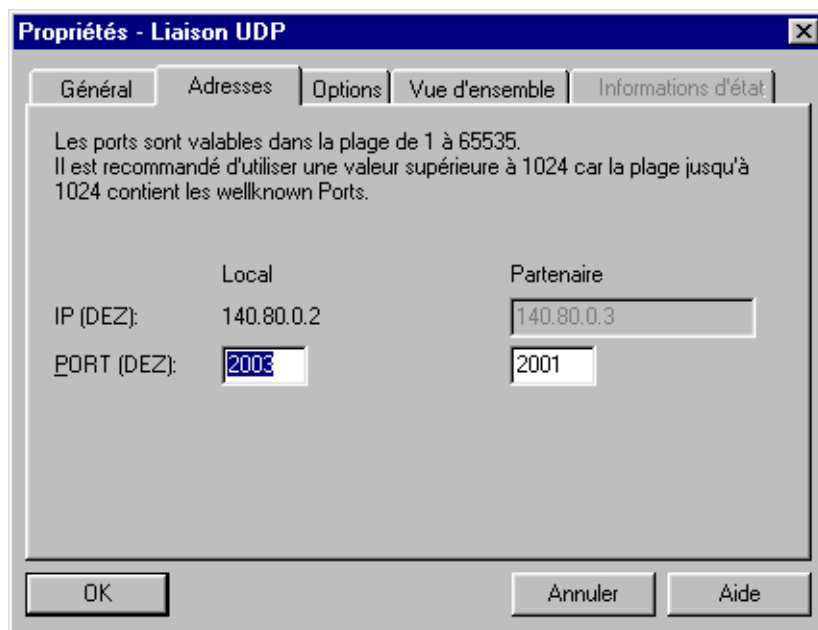 Propriétés - Liaison UDP
Général Adresses Options Vue d'ensemble Informations d'état
Les ports sont valables dans la plage de 1 à 65535.
Il est recommandé d'utiliser une valeur supérieure à 1024 car la plage jusqu'à
1024 contient les wellknown Ports.
Local Partenaire
IP (DEZ): 140.80.0.2 140.80.0.3
PORT (DEZ): 2003 2001
OK Annuler Aide